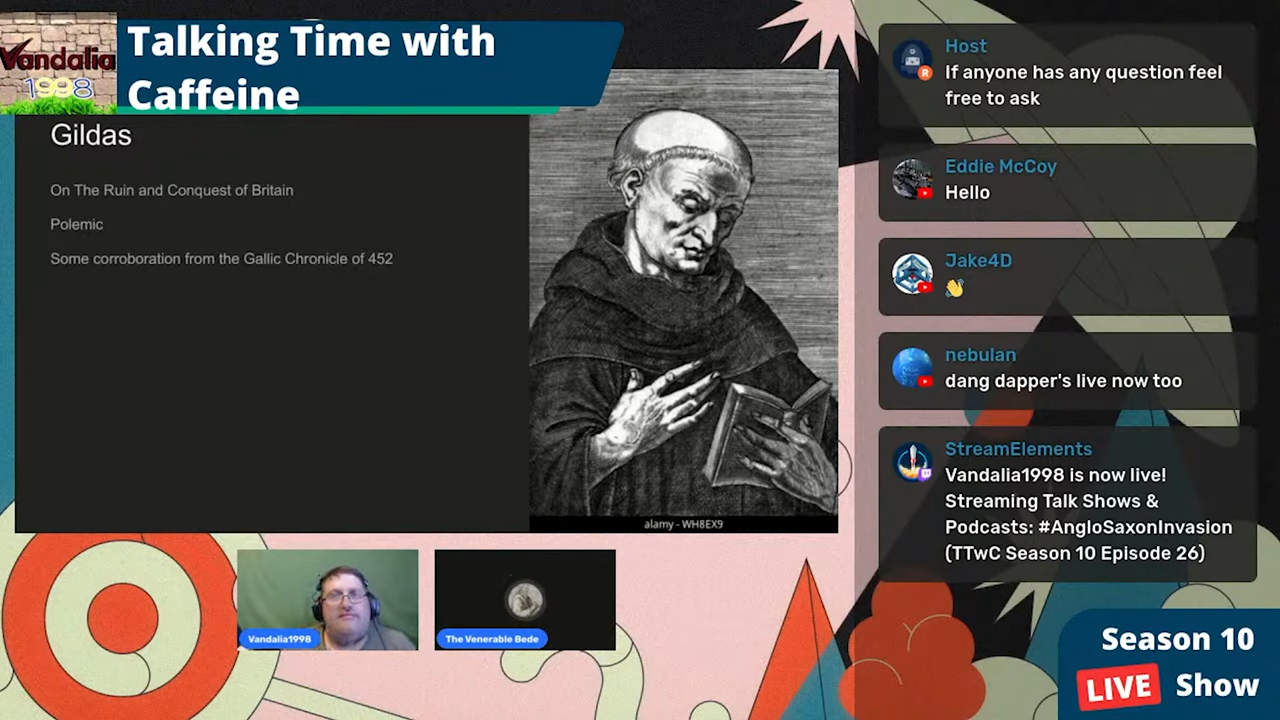 Vandalia
1998
Talking Time with
Caffeine
Gildas
On The Ruin and Conquest of Britain
Polemic
Some corroboration from the Gallic Chronicle of 452
alamy - WH8EX9
Vandalia1998
The Venerable Bede
Host
If anyone has any question feel
free to ask
Eddie McCoy
Hello
Jake4D
👋
nebulan
dang dapper's live now too
StreamElements
Vandalia1998 is now live!
Streaming Talk Shows &
Podcasts: #AngloSaxonInvasion
(TTwC Season 10 Episode 26)
Season 10
LIVE Show